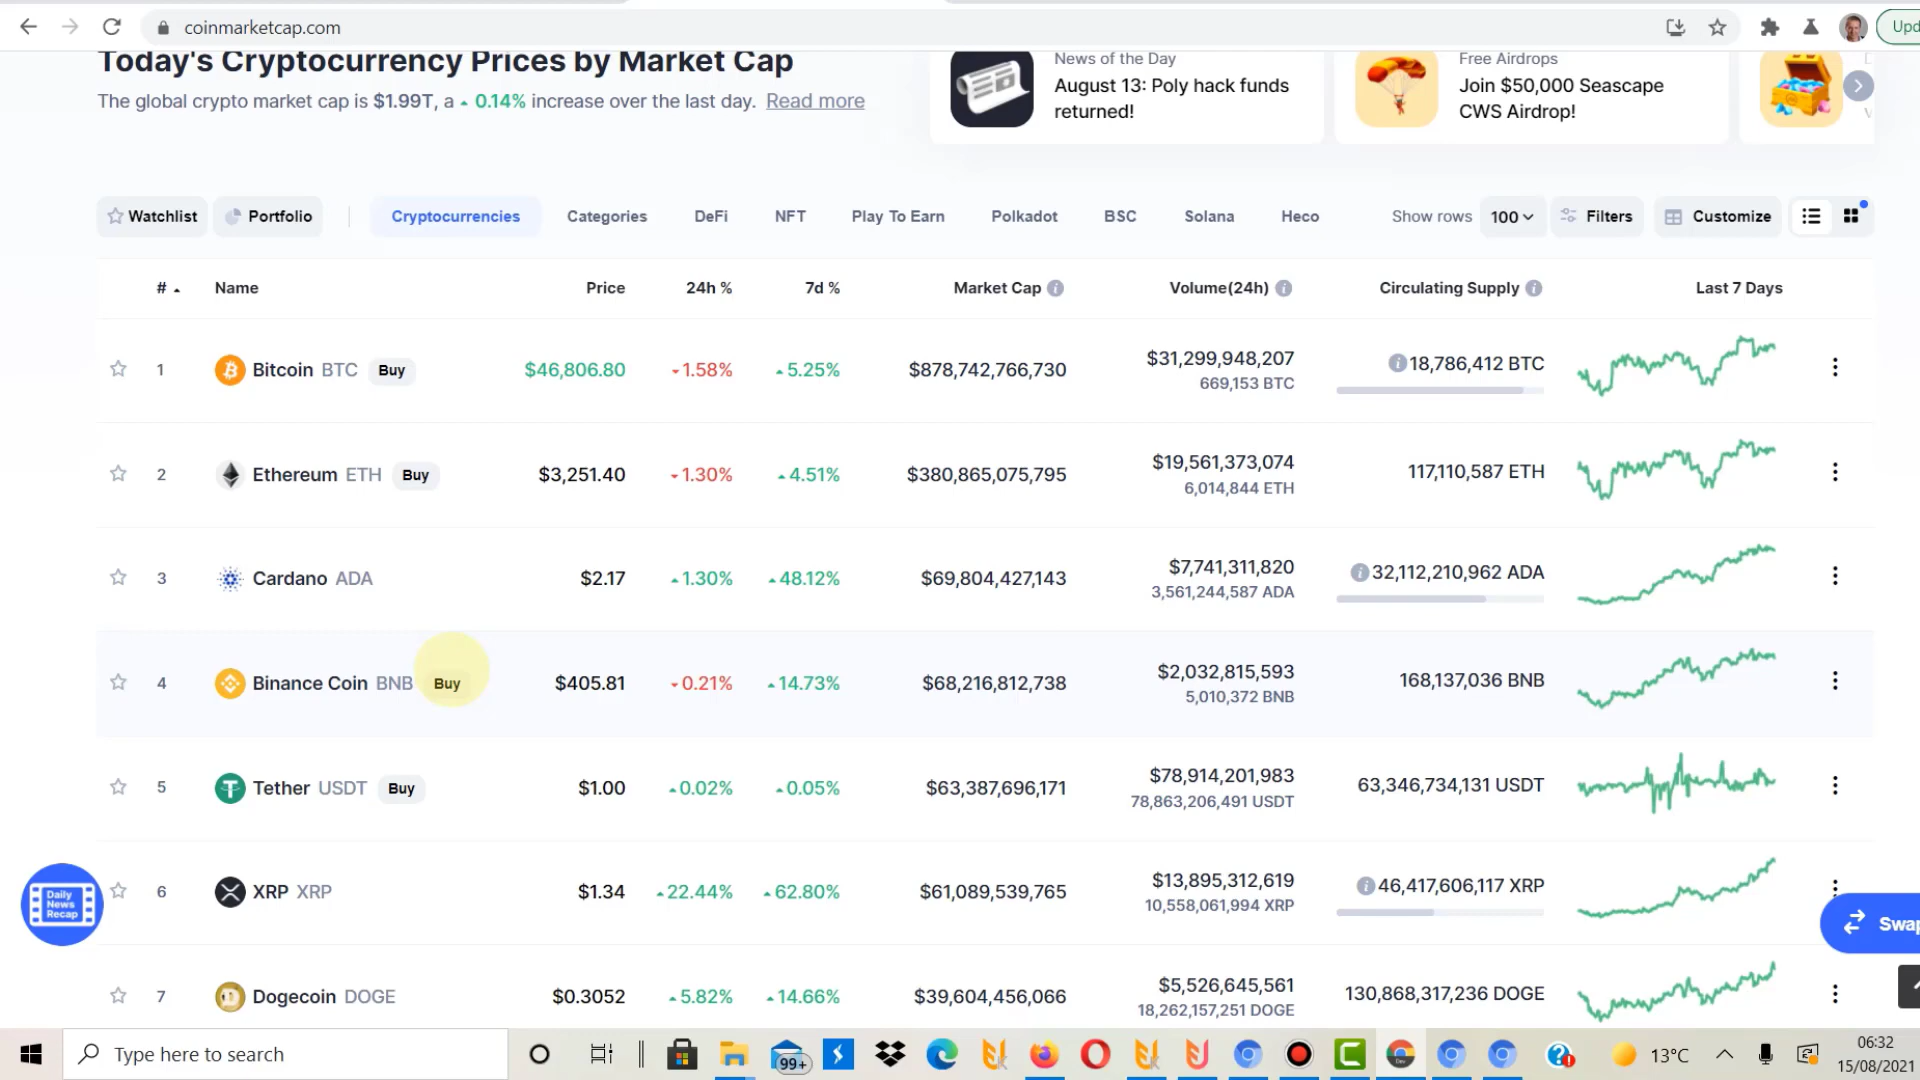 coinmarketcap.com
Today's Cryptocurrency Prices by Market Cap
The global crypto market cap is $1.99T, a 0.14% increase over the last day. Read more
News of the Day
August 13: Poly hack funds
returned!
Free Airdrops
Join $50,000 Seascape
CWS Airdrop!
Watchlist Portfolio Cryptocurrencies Categories DeFi NFT Play To Earn Polkadot BSC Solana Heco Show rows 100 Filters Customize
# Name Price 24h % 7d % Market Cap Volume(24h) Circulating Supply Last 7 Days
1 Bitcoin BTC Buy $46,806.80 1.58% 5.25% $878,742,766,730 $31,299,948,207 18,786,412 BTC
669,153 BTC
2 Ethereum ETH Buy $3,251.40 1.30% 4.51% $380,865,075,795 $19,561,373,074 117,110,587 ETH
6,014,844 ETH
3 Cardano ADA $2.17 1.30% 48.12% $69,804,427,143 $7,741,311,820 32,112,210,962 ADA
3,561,244,587 ADA
4 Binance Coin BNB Buy $405.81 0.21% 14.73% $68,216,812,738 $2,032,815,593 168,137,036 BNB
5,010,372 BNB
5 Tether USDT Buy $1.00 0.02% 0.05% $63,387,696,171 $78,914,201,983 63,346,734,131 USDT
78,863,206,491 USDT
6 XRP XRP $1.34 22.44% 62.80% $61,089,539,765 $13,895,312,619 46,417,606,117 XRP
10,558,061,994 XRP
Daily
News
Recap
Swap
7 Dogecoin DOGE $0.3052 5.82% 14.66% $39,604,456,066 $5,526,645,561 130,868,317,236 DOGE
18,262,157,251 DOGE
Type here to search
99+
13°C
06:32
15/08/2021